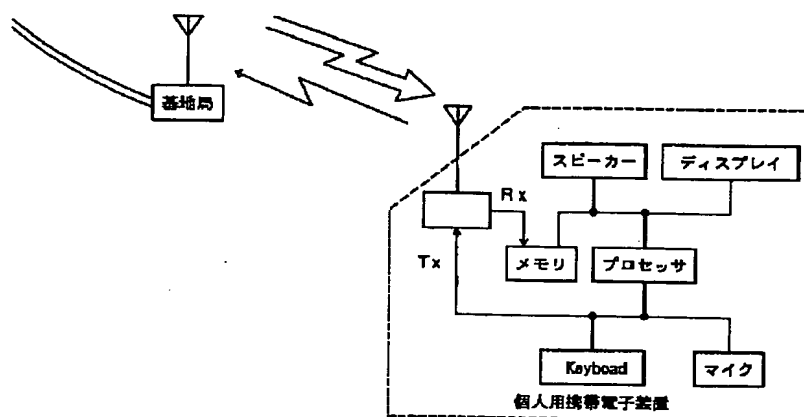 基地局
スピーカー
ディスプレイ
Rx
メモリ
プロセッサ
Tx
Keyboad
マイク
個人用携帯電子装置